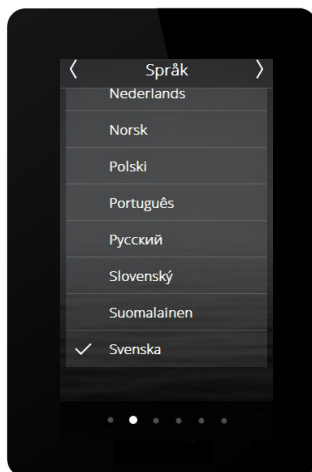 Språk
Nederlands
Norsk
Polski
Português
Русский
Slovenský
Suomalainen
Svenska